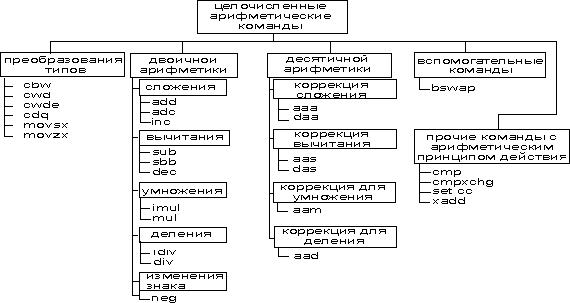 целочисленные
арифметические
команды
преобразования
типов
cbw
cwd
cwde
cdq
movsx
movzx
двоичной
арифметики
сложения
add
adc
inc
вычитания
sub
sbb
dec
умножения
imul
mul
деления
idiv
div
изменения
знака
neg
десятичной
арифметики
коррекция
сложения
aaa
daa
коррекция
вычитания
aas
das
коррекция для
умножения
aam
коррекция для
деления
aad
вспомогательные
команды
bswap
прочие команды с
арифметическим
принципом действия
cmp
cmpxchg
set cc
xadd